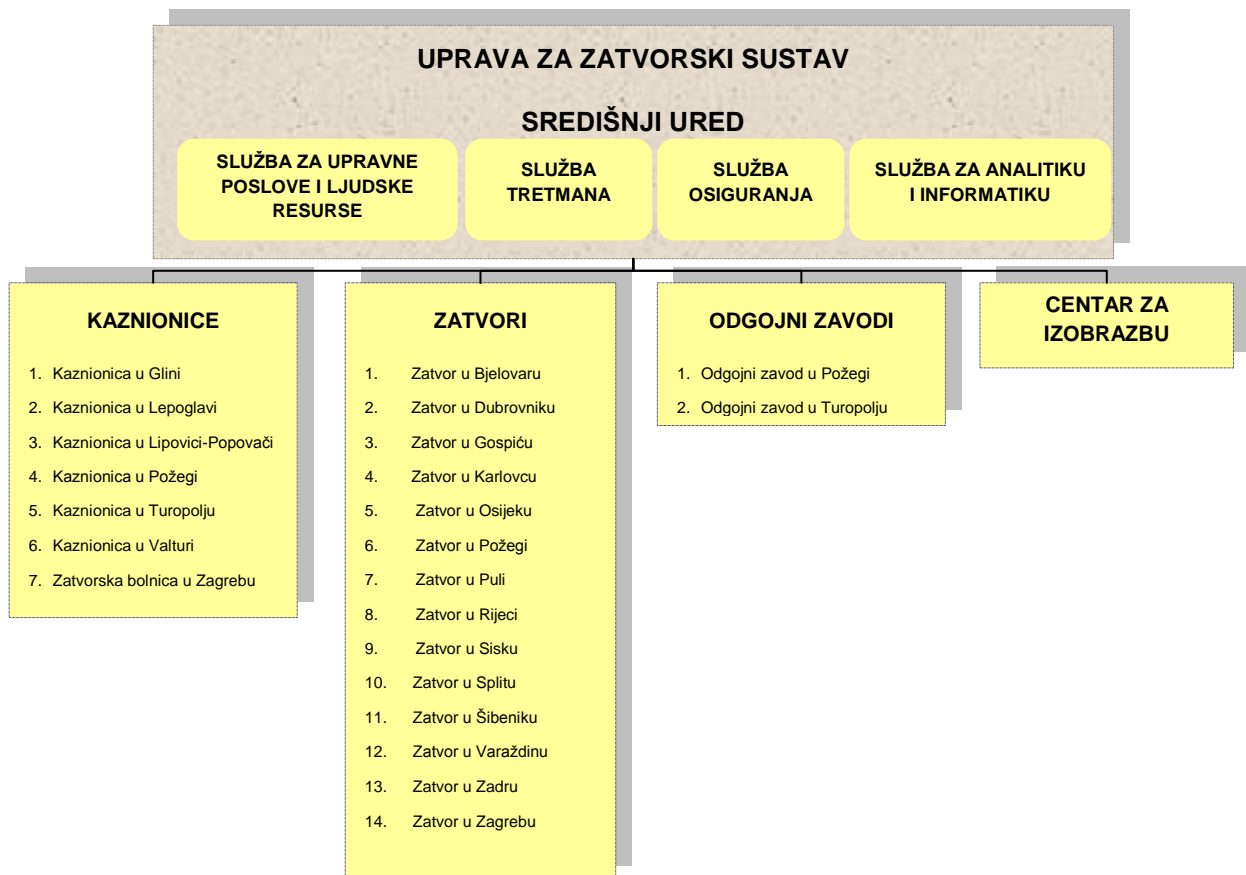 UPRAVA ZA ZATVORSKI SUSTAV
SREDIŠNJI URED
SLUŽBA ZA UPRAVNE
POSLOVE I LJUDSKE
RESURSE
SLUŽBA
TRETMANA
SLUŽBA
OSIGURANJA
SLUŽBA ZA ANALITIKU
I INFORMATIKU
KAZNIONICE
1. Kaznionica u Glini
2. Kaznionica u Lepoglavi
3. Kaznionica u Lipovici-Popovači
4. Kaznionica u Požegi
5. Kaznionica u Turopolju
6. Kaznionica u Valturi
7. Zatvorska bolnica u Zagrebu
ZATVORI
1. Zatvor u Bjelovaru
2. Zatvor u Dubrovniku
3. Zatvor u Gospiću
4. Zatvor u Karlovcu
5. Zatvor u Osijeku
6. Zatvor u Požegi
7. Zatvor u Puli
8. Zatvor u Rijeci
9. Zatvor u Sisku
10. Zatvor u Splitu
11. Zatvor u Šibeniku
12. Zatvor u Varaždinu
13. Zatvor u Zadru
14. Zatvor u Zagrebu
ODGOJNI ZAVODI
1. Odgojni zavod u Požegi
2. Odgojni zavod u Turopolju
CENTAR ZA
IZOBRAZBU